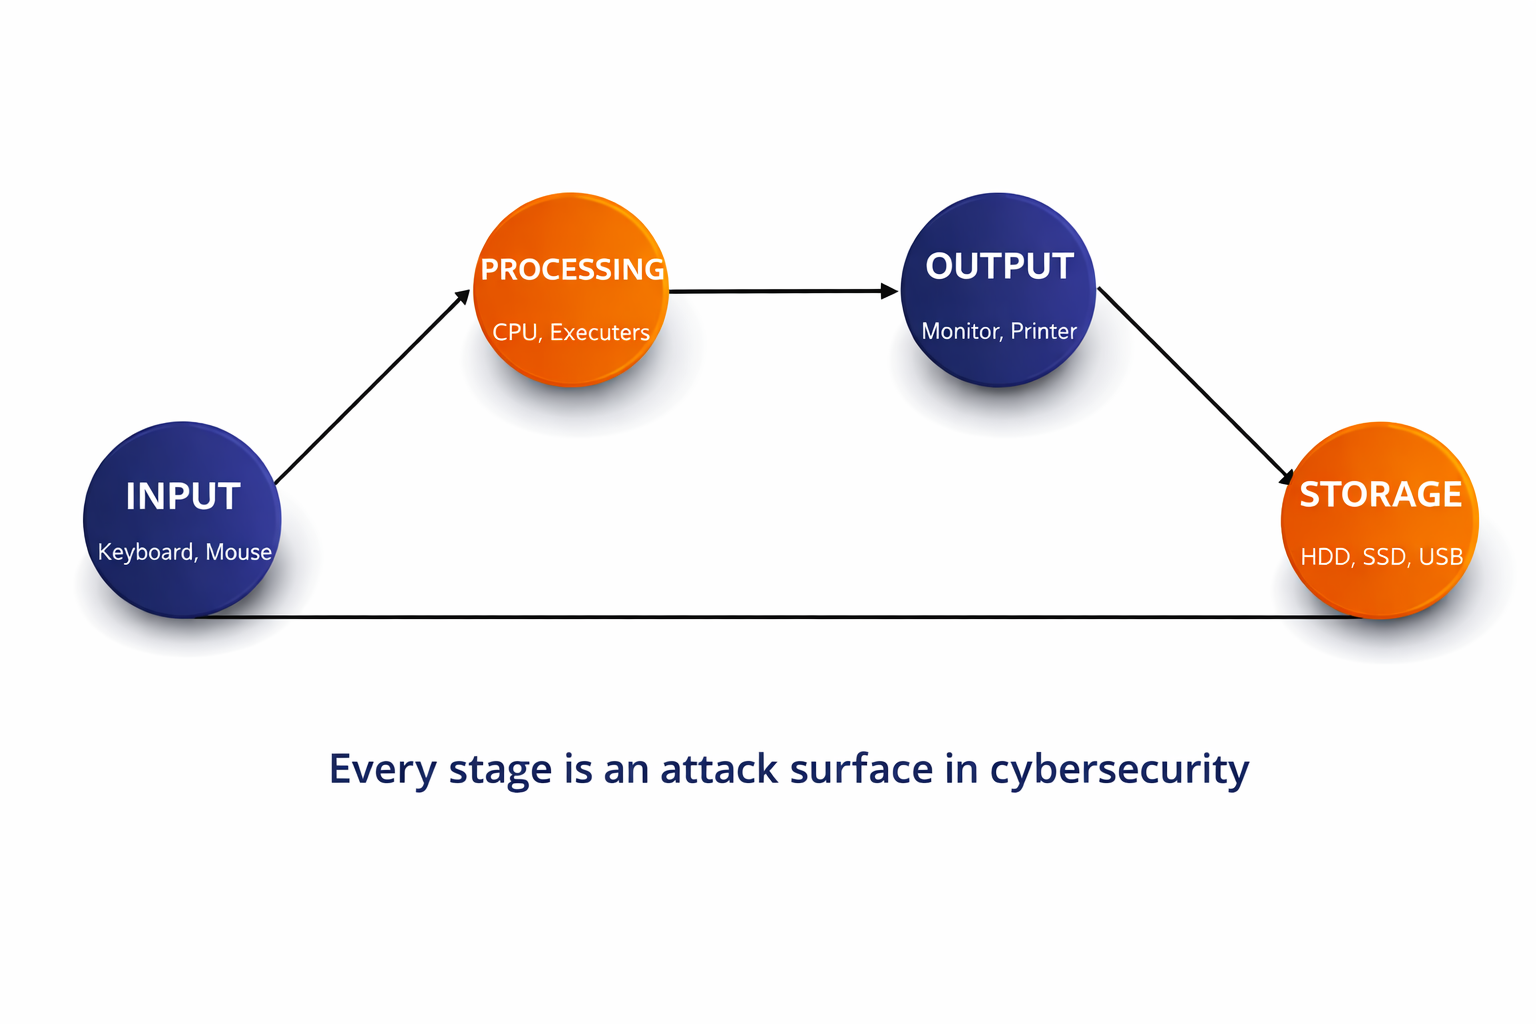 INPUT
Keyboard, Mouse
PROCESSING
CPU, Executers
OUTPUT
Monitor, Printer
STORAGE
HDD, SSD, USB
Every stage is an attack surface in cybersecurity